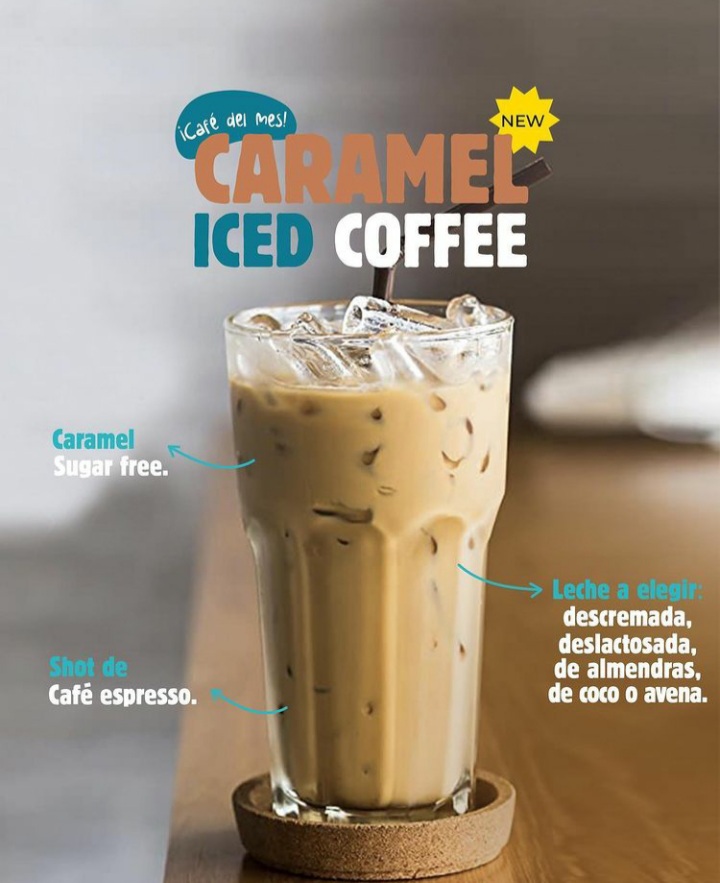 ¡Café del mes!
NEW
CARAMEL
ICED COFFEE
Caramel
Sugar free.
Leche a elegir:
descremada,
deslactosada,
de almendras,
de coco o avena.
Shot de
Café espresso.